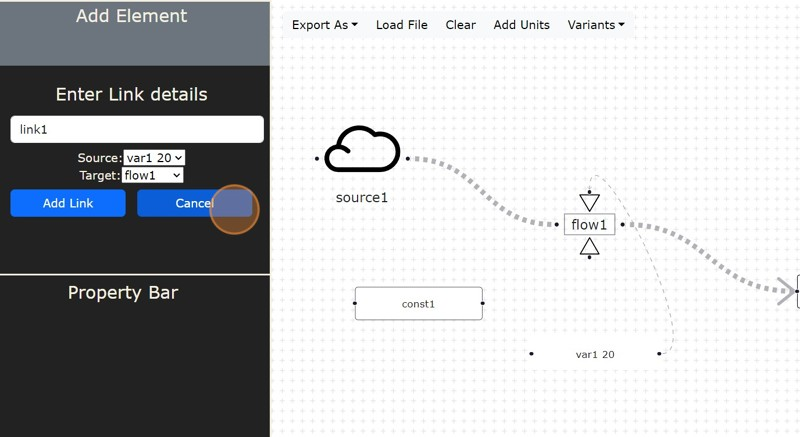 Add Element
Enter Link details
link1
Source: var1 20
Target: flow1
Add Link
Cancel
Property Bar
Export As
Load File
Clear
Add Units
Variants
source1
flow1
const1
var1 20